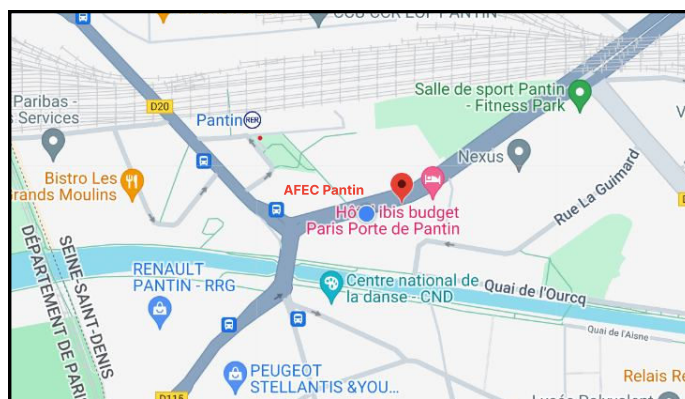 D20
Pantin
RER
Salle de sport Pantin
- Fitness Park
Paribas -
s Services
Bistro Les
rands Moulins
AFEC Pantin
Nexus
Hôtel ibis budget
Paris Porte de Pantin
Rue La Guimard
SEINE-SAINT-DENIS
DÉPARTEMENT DE PARI
RENAULT
PANTIN - RRG
Centre national de
la danse - CND
Quai de l'Ourcq
Quai de l'Aisne
PEUGEOT
STELLANTIS &YOU...
D115
Relais Re